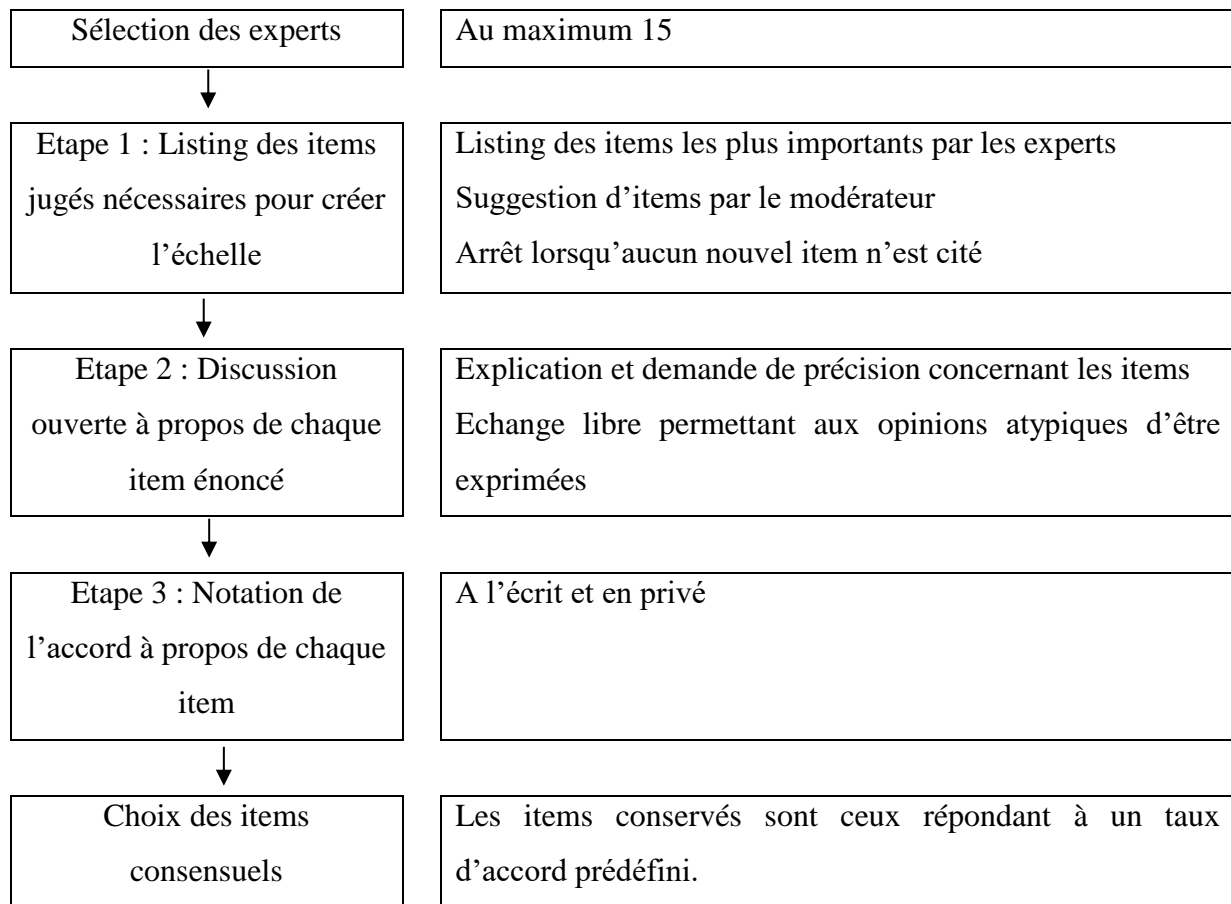 Sélection des experts
Au maximum 15
Etape 1 : Listing des items
jugés nécessaires pour créer
l’échelle
Listing des items les plus importants par les experts
Suggestion d’items par le modérateur
Arrêt lorsqu’aucun nouvel item n’est cité
Etape 2 : Discussion
ouverte à propos de chaque
item énoncé
Explication et demande de précision concernant les items
Echange libre permettant aux opinions atypiques d’être
exprimées
Etape 3 : Notation de
l’accord à propos de chaque
item
A l’écrit et en privé
Choix des items
consensuels
Les items conservés sont ceux répondant à un taux
d’accord prédéfini.